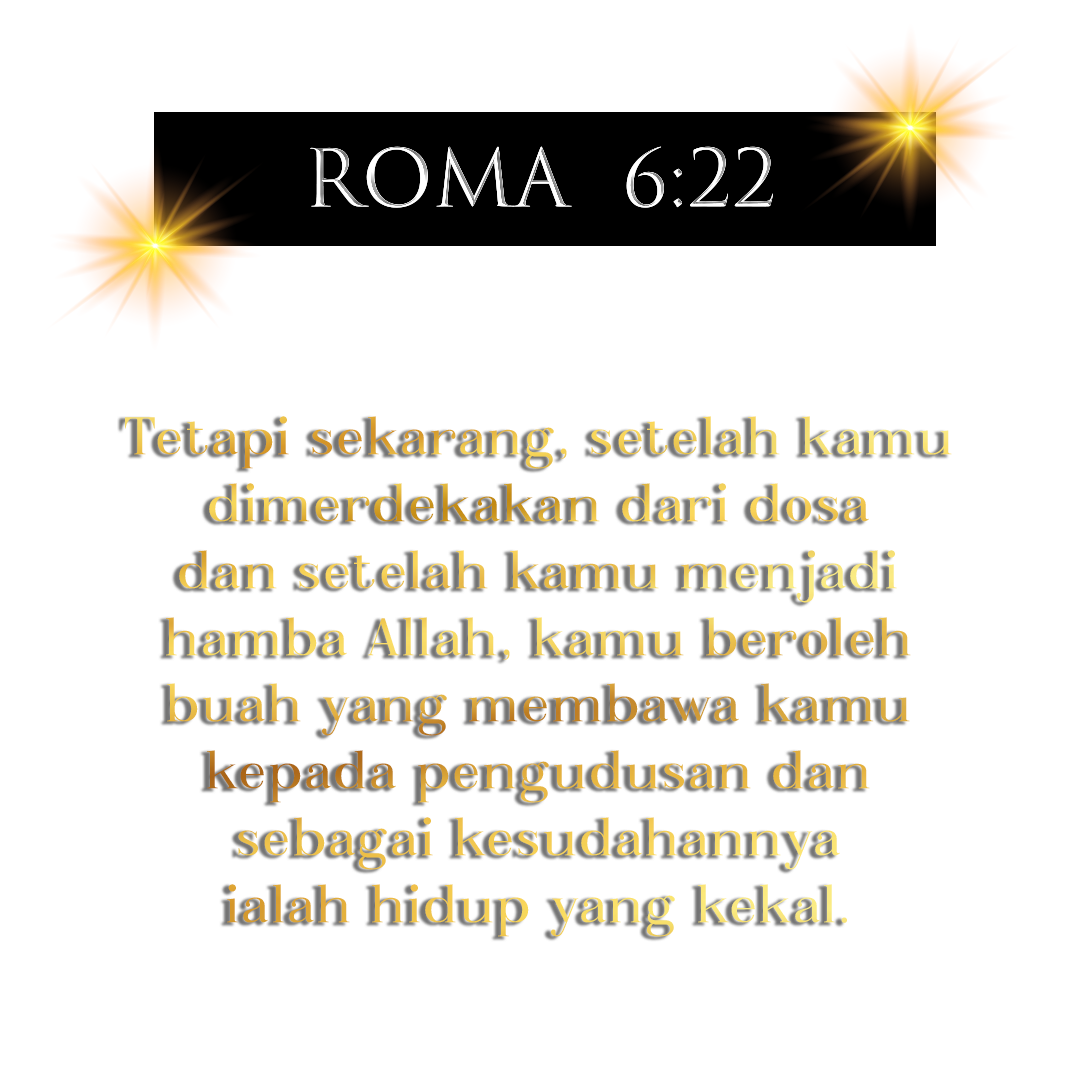 ROMA 6:22
Tetapi sekarang, setelah kamu
dimerdekakan dari dosa
dan setelah kamu menjadi
hamba Allah, kamu beroleh
buah yang membawa kamu
kepada pengudusan dan
sebagai kesudahannya
ialah hidup yang kekal.